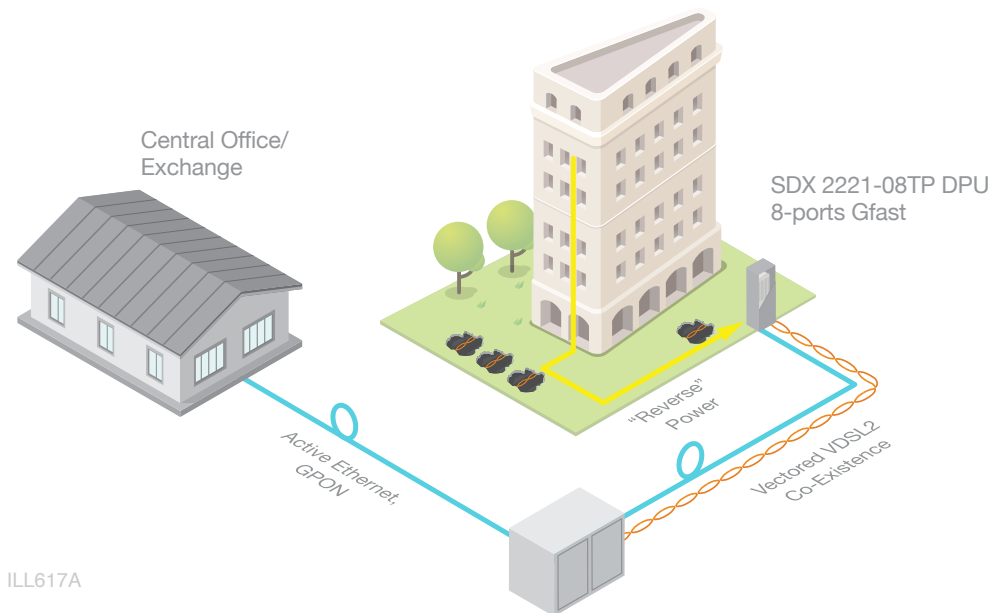 Central Office/
Exchange
SDX 2221-08TP DPU
8-ports Gfast
“Reverse”
Power
Active Ethernet,
GPON
Vectored VDSL2
Co-Existence
ILL617A